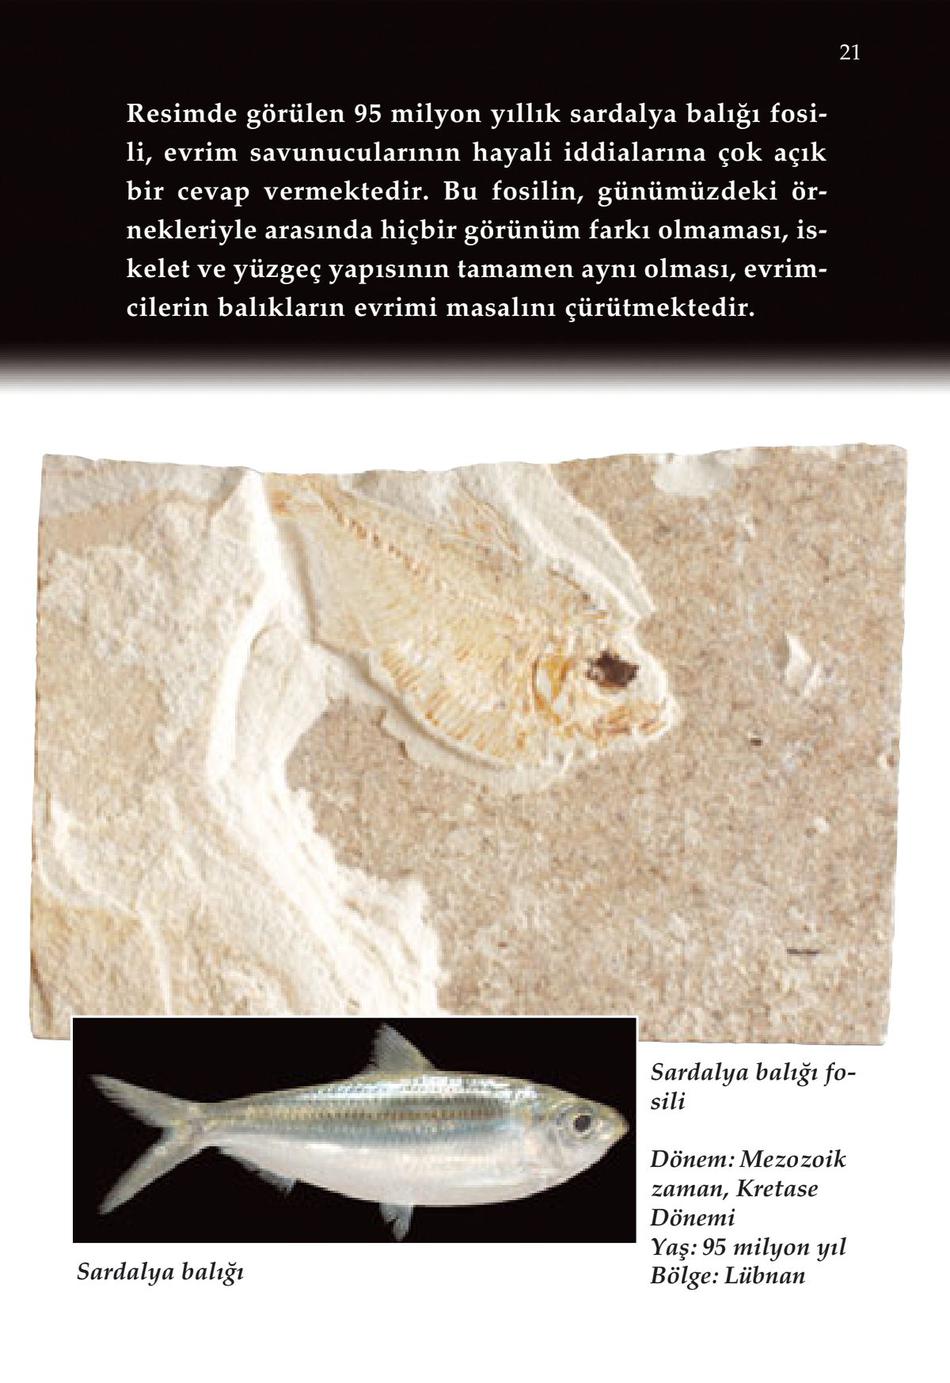 21
Resimde görülen 95 milyon yıllık sardalya balığı fosi-
li, evrim savunucularının hayali iddialarına çok açık
bir cevap vermektedir. Bu fosilin, günümüzdeki ör-
nekleriyle arasında hiçbir görünüm farkı olmaması, is-
kelet ve yüzgeç yapısının tamamen aynı olması, evrim-
cilerin balıkların evrimi masalını çürütmektedir.
Sardalya balığı fo-
sili
Dönem: Mezozoik
zaman, Kretase
Dönemi
Yaş: 95 milyon yıl
Bölge: Lübnan
Sardalya balığı